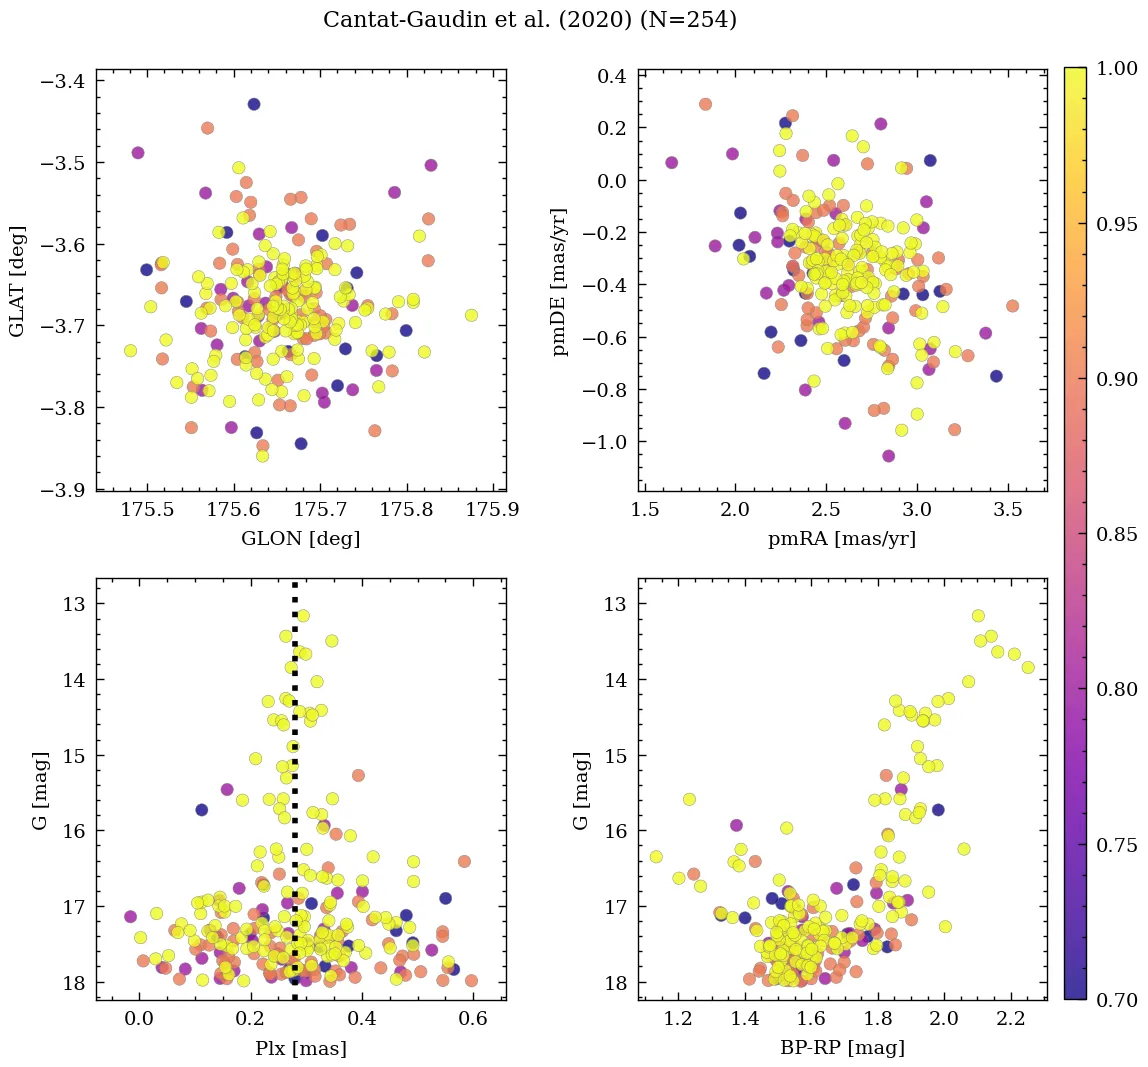 Cantat-Gaudin et al. (2020) (N=254)
−3.4
−3.5
−3.6
−3.7
−3.8
−3.9
GLAT [deg]
175.5 175.6 175.7 175.8 175.9
GLON [deg]
0.4
0.2
0.0
−0.2
−0.4
−0.6
−0.8
−1.0
pmDE [mas/yr]
1.5 2.0 2.5 3.0 3.5
pmRA [mas/yr]
13
14
15
16
17
18
G [mag]
0.0 0.2 0.4 0.6
Plx [mas]
13
14
15
16
17
18
G [mag]
1.2 1.4 1.6 1.8 2.0 2.2
BP-RP [mag]
1.00
0.95
0.90
0.85
0.80
0.75
0.70